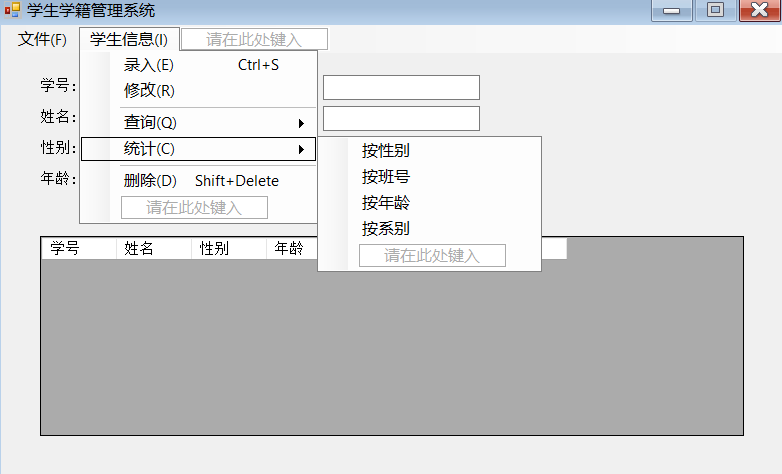 学生学籍管理系统
文件(F) 学生信息(I) 请在此处键入
录入(E) Ctrl+S
学号：
修改(R)
姓名：
查询(Q)
性别： 统计(C) 按性别
按班号
年龄： 删除(D) Shift+Delete
按年龄
请在此处键入
按系别
学号 姓名 性别 年龄
请在此处键入